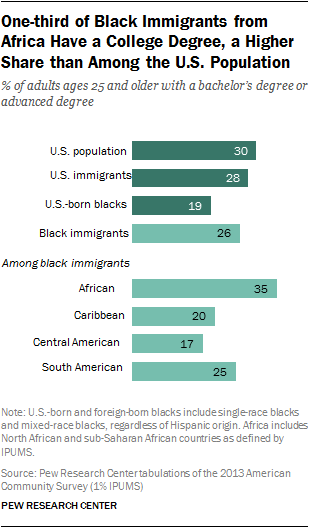 One-third of Black Immigrants from
Africa Have a College Degree, a Higher
Share than Among the U.S. Population
% of adults ages 25 and older with a bachelor's degree or
advanced degree
U.S. population 30
U.S. immigrants 28
U.S.-born blacks 19
Black immigrants 26
Among black immigrants
African 35
Caribbean 20
Central American 17
South American 25
Note: U.S.-born and foreign-born blacks include single-race blacks
and mixed-race blacks, regardless of Hispanic origin. Africa includes
North African and sub-Saharan African countries as defined by
IPUMS.
Source: Pew Research Center tabulations of the 2013 American
Community Survey (1% IPUMS)
PEW RESEARCH CENTER